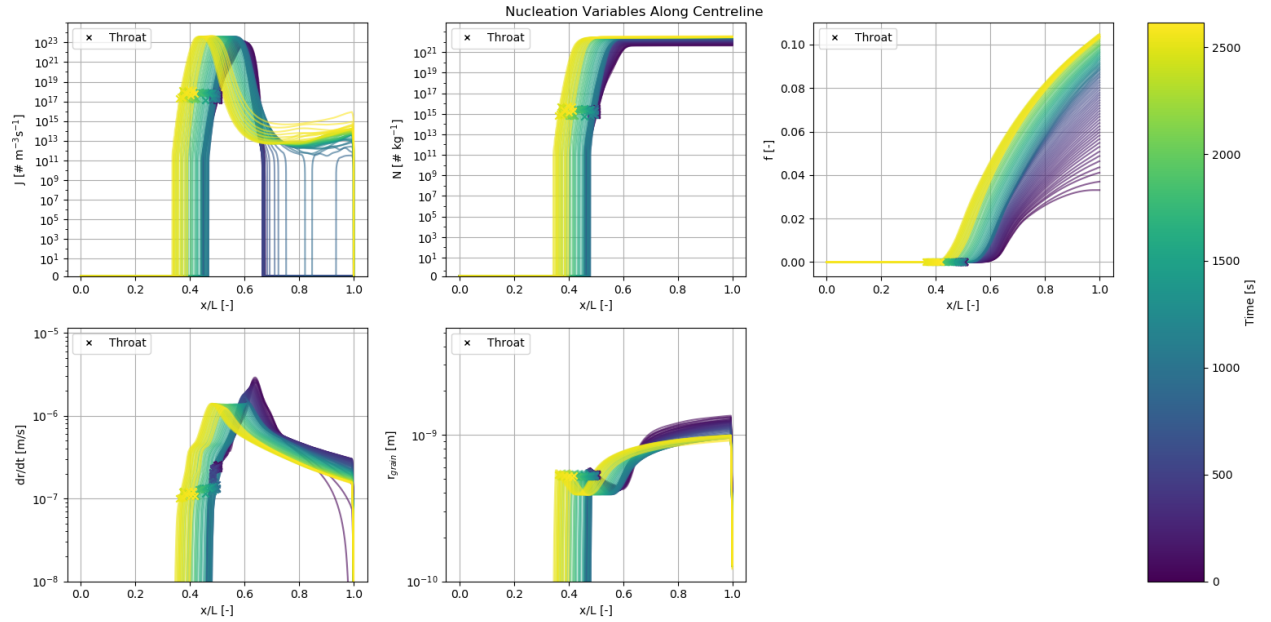 Nucleation Variables Along Centreline
× Throat
10²³
10²¹
10¹⁹
10¹⁷
10¹⁵
10¹³
10¹¹
10⁹
10⁷
10⁵
10³
10¹
0
J [# m⁻³s⁻¹]
0.0 0.2 0.4 0.6 0.8 1.0
x/L [-]
× Throat
10²¹
10¹⁹
10¹⁷
10¹⁵
10¹³
10¹¹
10⁹
10⁷
10⁵
10³
10¹
0
N [# kg⁻¹]
0.0 0.2 0.4 0.6 0.8 1.0
x/L [-]
× Throat
0.10
0.08
0.06
0.04
0.02
0.00
f [-]
0.0 0.2 0.4 0.6 0.8 1.0
x/L [-]
× Throat
10⁻⁵
10⁻⁶
10⁻⁷
10⁻⁸
dr/dt [m/s]
0.0 0.2 0.4 0.6 0.8 1.0
x/L [-]
× Throat
10⁻⁹
10⁻¹⁰
r_grain [m]
0.0 0.2 0.4 0.6 0.8 1.0
x/L [-]
2500
2000
1500
1000
500
0
Time [s]